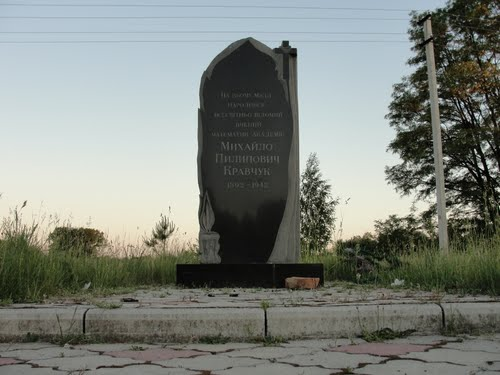 На цьому місці
народився
всесвітньо відомий
вчений
математик академік
Михайло
Пилипович
Кравчук
1892 - 1942